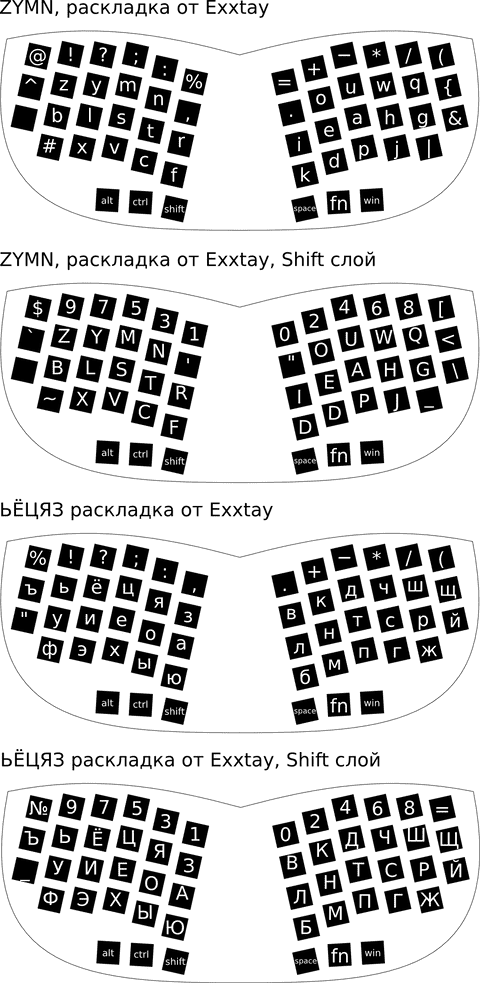 ZYMN, раскладка от Exxtay
@ ! ? ; : % = + − * / (
^ z y m n , . o u w q {
b l s t r i e a h g &
# x v c f k d p j /
alt ctrl shift space fn win
ZYMN, раскладка от Exxtay, Shift слой
$ 9 7 5 3 1 0 2 4 6 8 [
` Z Y M N ' " O U W Q <
B L S T R I E A H G \
~ X V C F D D P J _
alt ctrl shift space fn win
ЬЁЦЯЗ раскладка от Exxtay
% ! ? ; : , . + − * / (
ъ ь ё ц я з в к д ч ш щ
" у и е о а л н т с р й
ф э х ы ю б м п г ж
alt ctrl shift space fn win
ЬЁЦЯЗ раскладка от Exxtay, Shift слой
№ 9 7 5 3 1 0 2 4 6 8 =
Ъ Ь Ё Ц Я З В К Д Ч Ш Щ
_ У И Е О А Л Н Т С Р Й
Ф Э Х Ы Ю Б М П Г Ж
alt ctrl shift space fn win